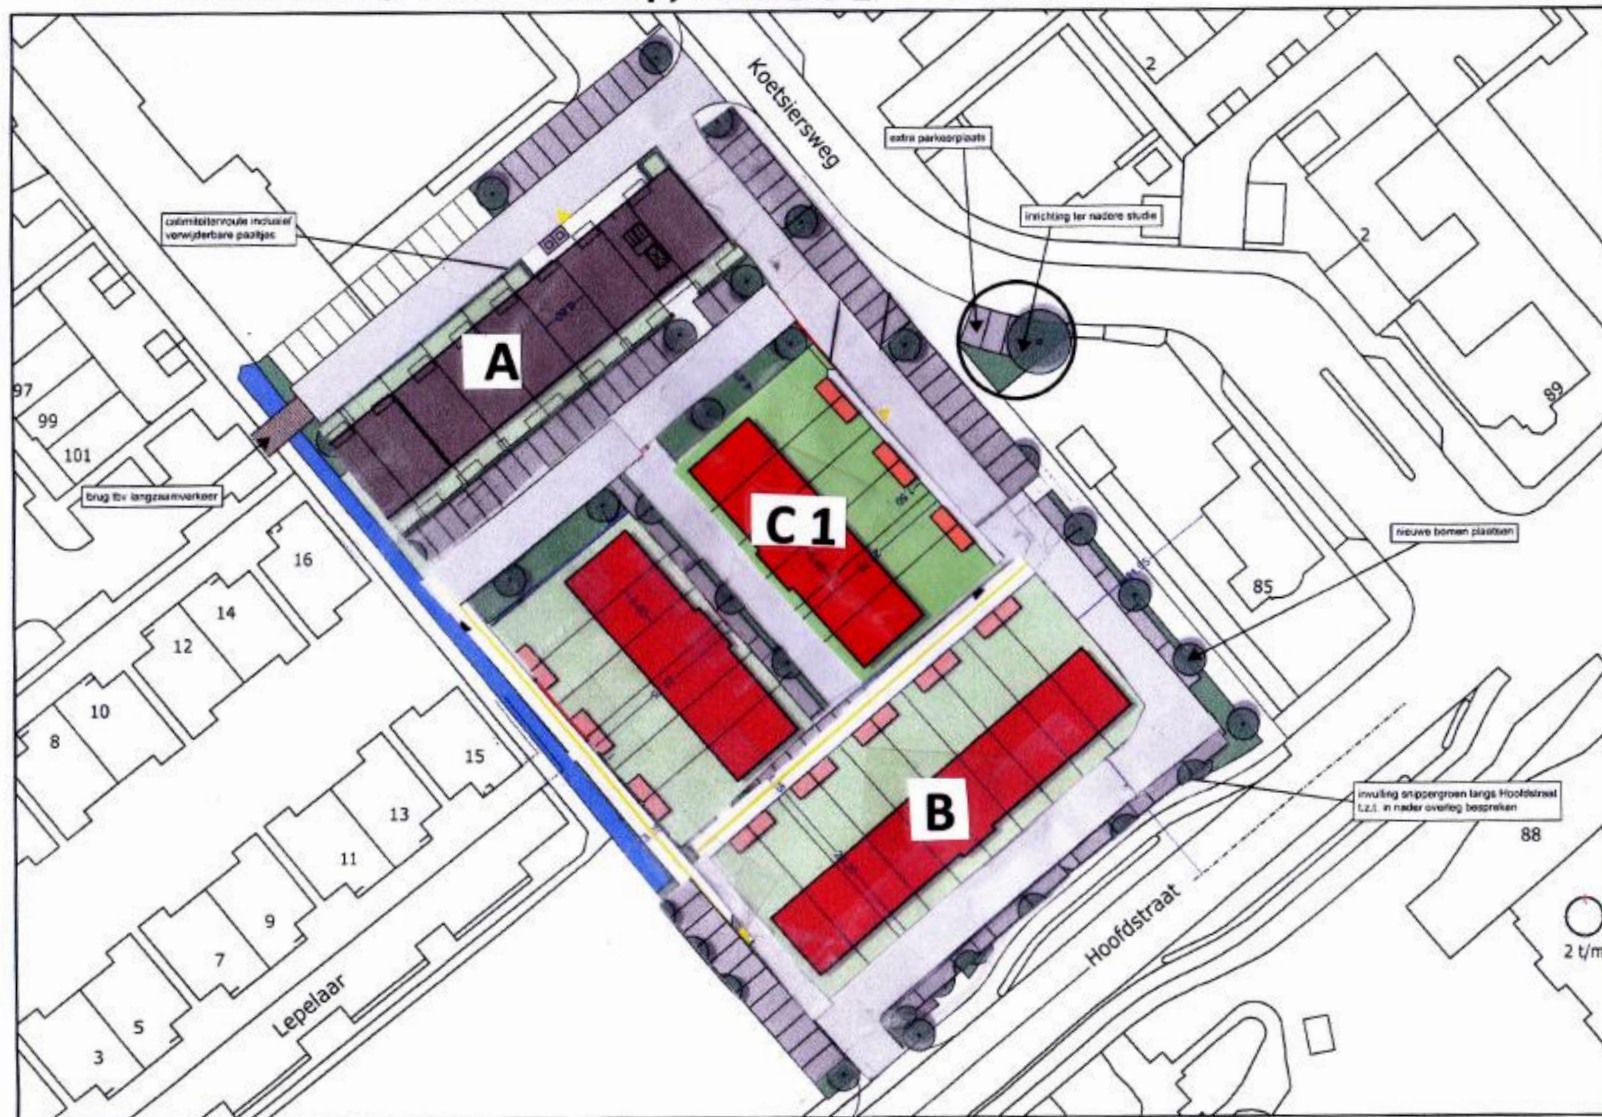 Koetsiersweg
2
extra parkeerplaats
inrichting ter nadere studie
2
calimiteitenroute inclusief
verwijderbare paaltjes
A
97
99
101
89
brug tbv langzaamverkeer
C 1
nieuwe bomen plaatsen
16
14
12
10
8
85
15
13
11
9
7
5
3
B
invulling snippergroen langs Hoofdstraat
t.z.t. in nader overleg bespreken
88
Hoofdstraat
Lepelaar
2 t/m